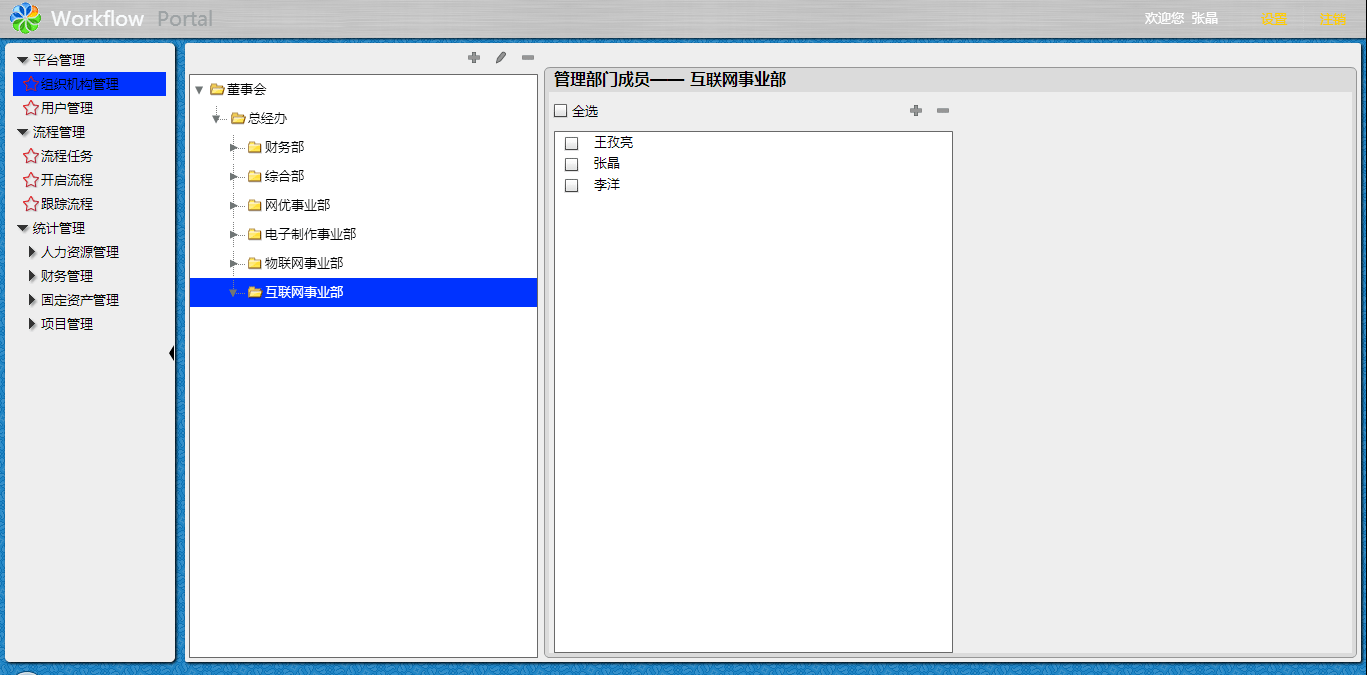 Workflow Portal
欢迎您 张晶
平台管理
组织机构管理
用户管理
流程管理
流程任务
开启流程
跟踪流程
统计管理
人力资源管理
财务管理
固定资产管理
项目管理
董事会
总经办
财务部
综合部
网优事业部
电子制作事业部
物联网事业部
互联网事业部
管理部门成员—— 互联网事业部
全选
王孜亮
张晶
李洋